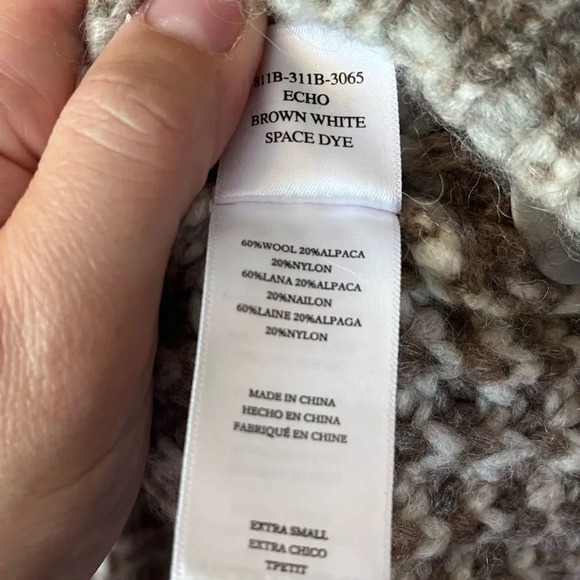 811B-311B-3065
ECHO
BROWN WHITE
SPACE DYE
60%WOOL 20%ALPACA
20%NYLON
60%LANA 20%ALPACA
20%NAILON
60%LAINE 20%ALPAGA
20%NYLON
MADE IN CHINA
HECHO EN CHINA
FABRIQUÉ EN CHINE
EXTRA SMALL
EXTRA CHICO
TPETIT